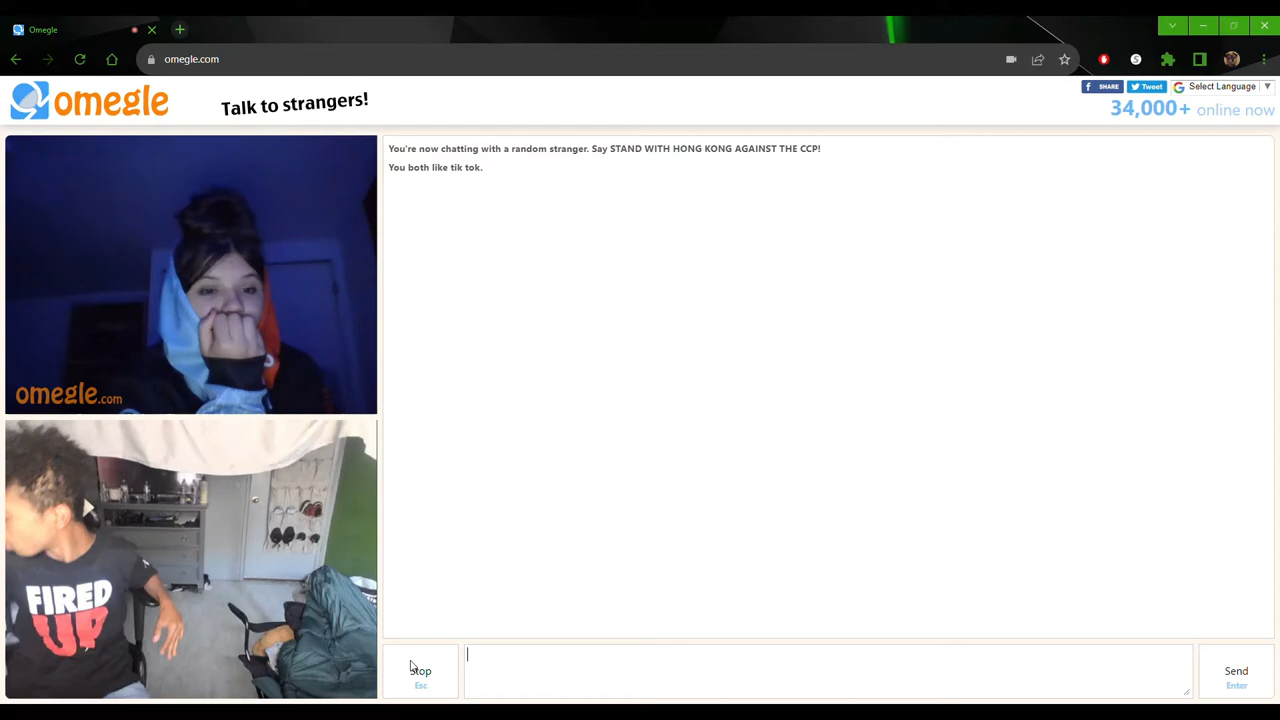 Omegle
omegle.com
omegle
Talk to strangers!
SHARE
Tweet
Select Language
34,000+ online now
You're now chatting with a random stranger. Say STAND WITH HONG KONG AGAINST THE CCP!
You both like tik tok.
omegle.com
FIRED
UP
Stop
Esc
Send
Enter